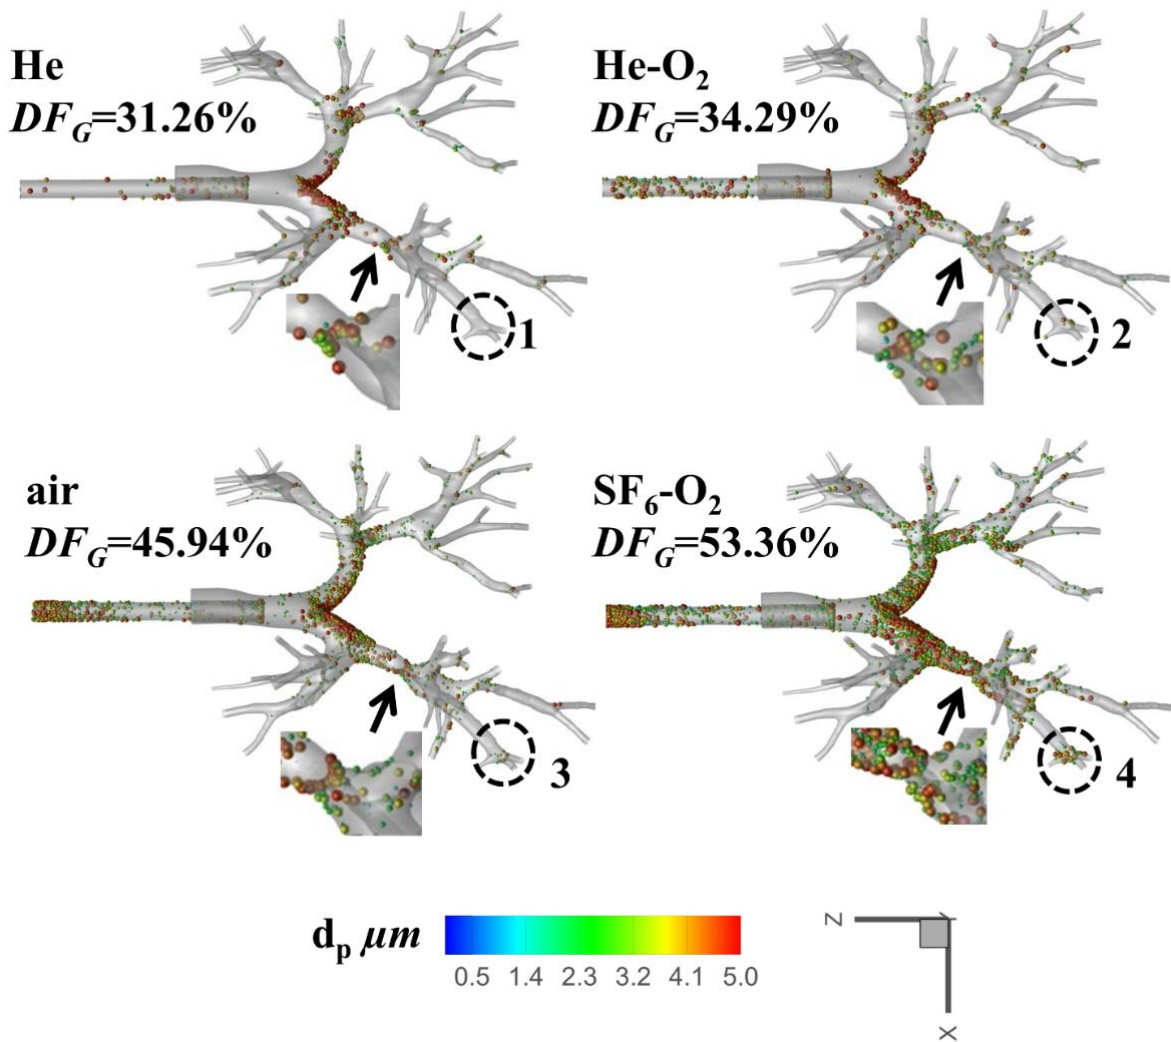 He
DF_G=31.26%
1
He-O₂
DF_G=34.29%
2
air
DF_G=45.94%
3
SF₆-O₂
DF_G=53.36%
4
d_p μm
0.5 1.4 2.3 3.2 4.1 5.0
Z
X